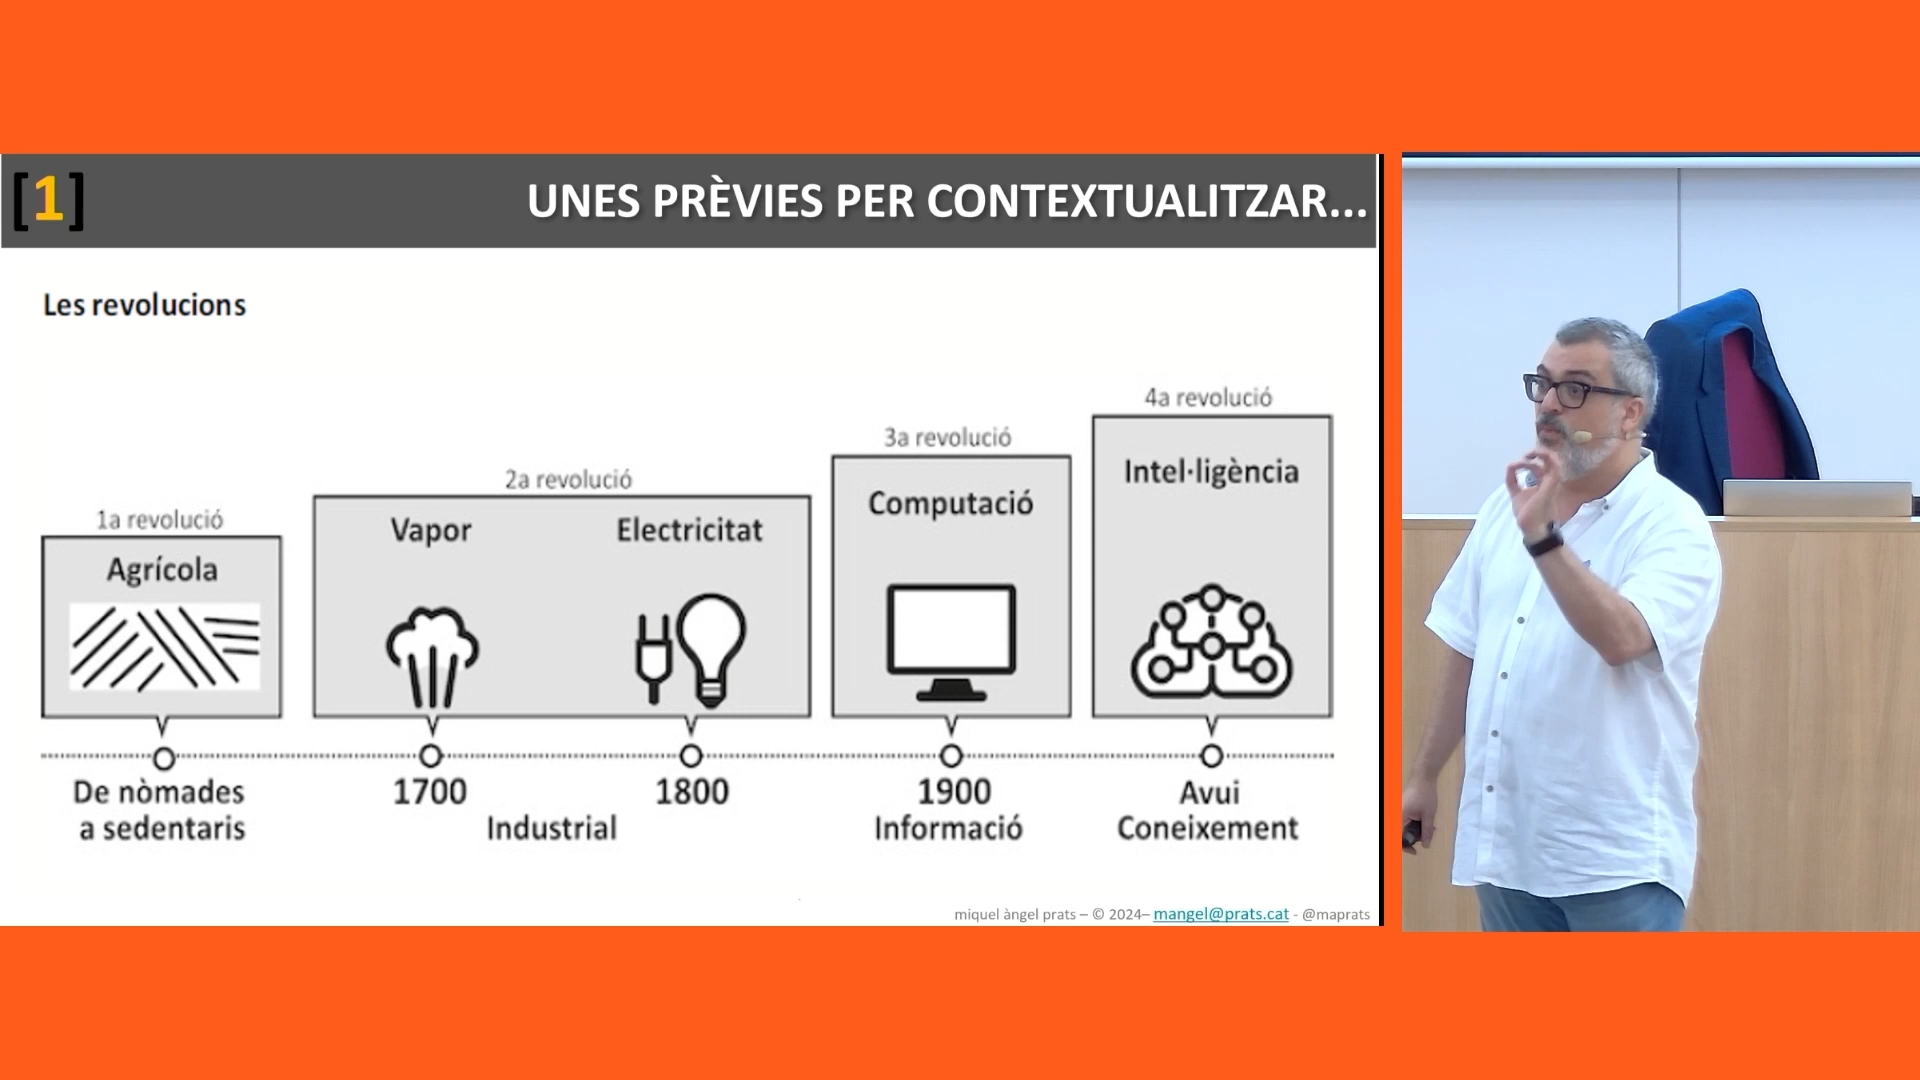 [1]
UNES PRÈVIES PER CONTEXTUALITZAR...
Les revolucions
1a revolució
Agrícola
De nòmades
a sedentaris
2a revolució
Vapor
Electricitat
1700
1800
Industrial
3a revolució
Computació
1900
Informació
4a revolució
Intel·ligència
Avui
Coneixement
miquel àngel prats – © 2024– mangel@prats.cat - @maprats